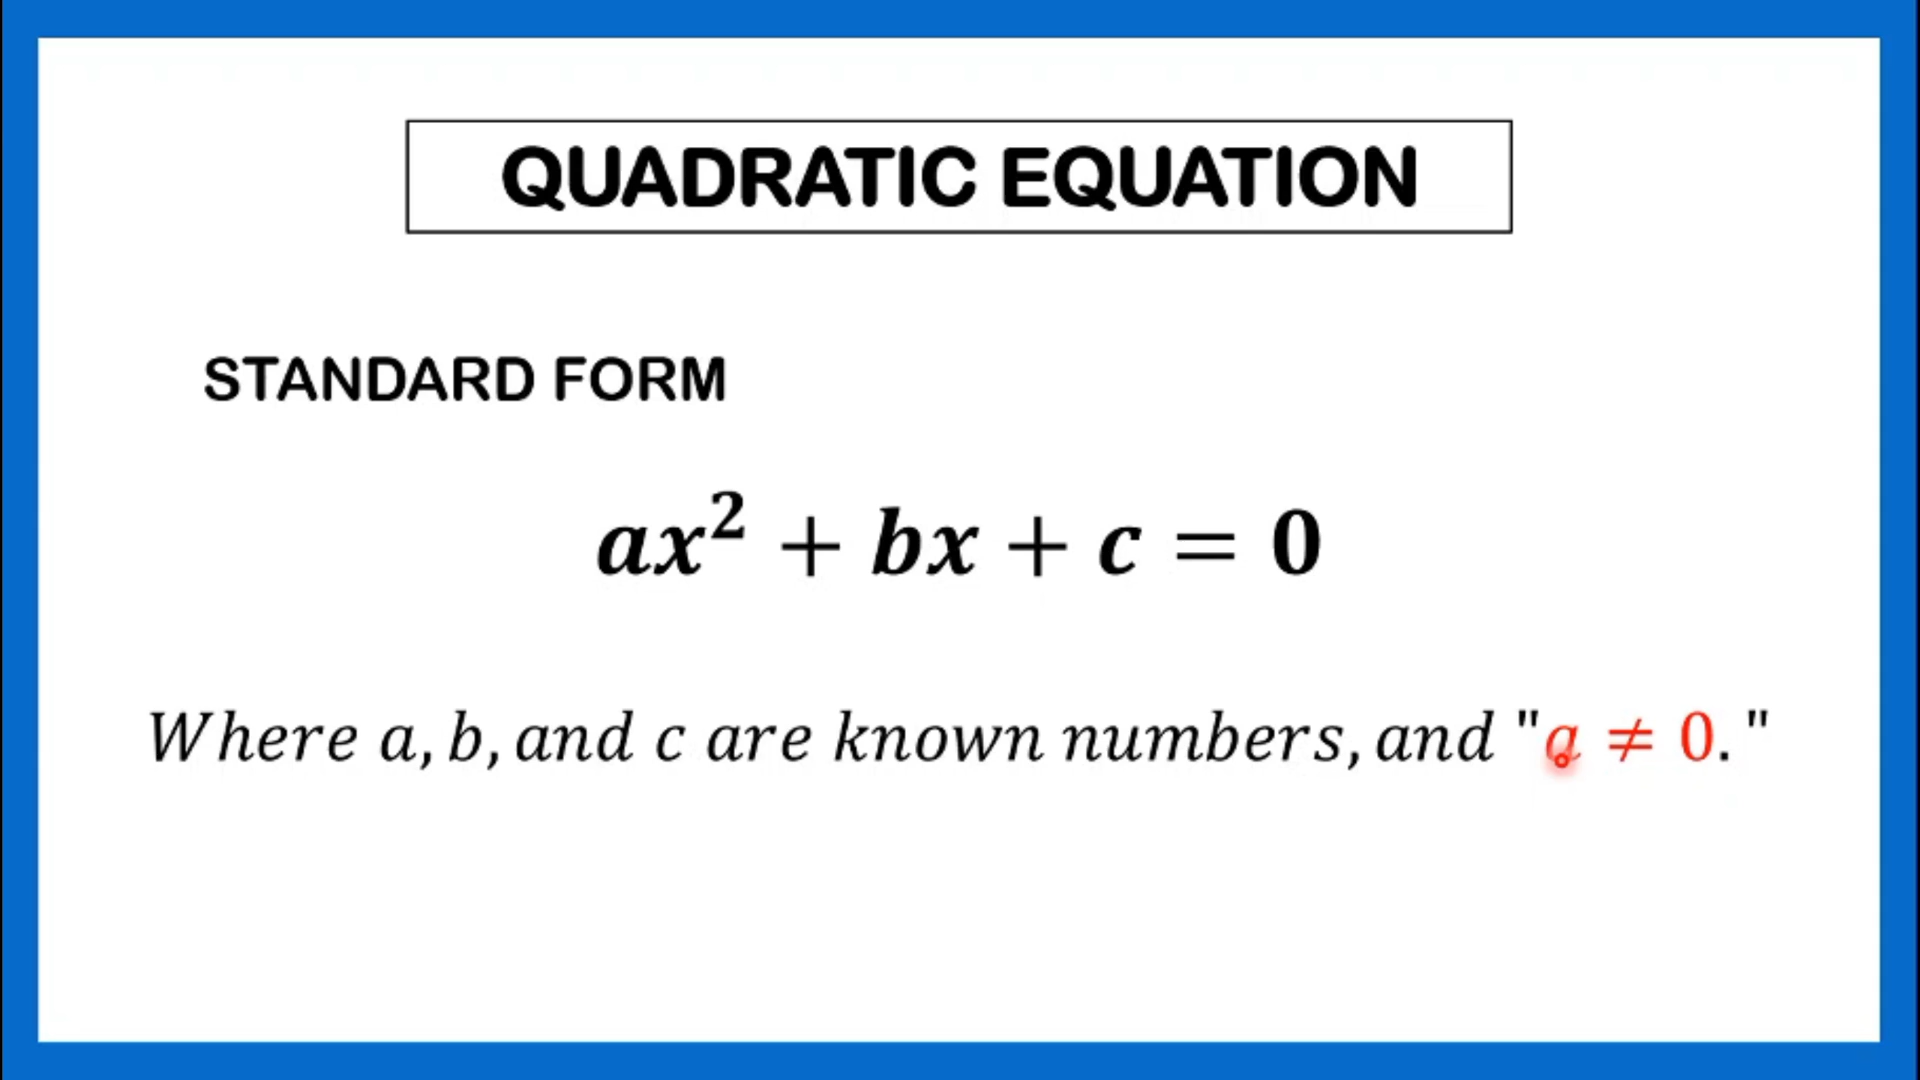 QUADRATIC EQUATION
STANDARD FORM
ax² + bx + c = 0
Where a, b, and c are known numbers, and "a ≠ 0."